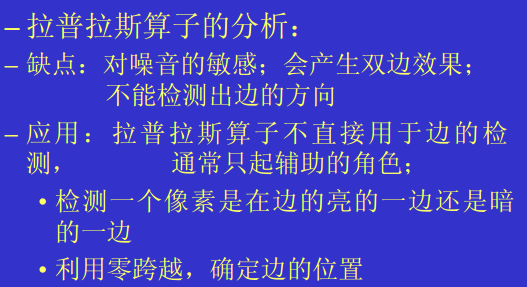 – 拉普拉斯算子的分析：
– 缺点：对噪音的敏感；会产生双边效果；
不能检测出边的方向
– 应用：拉普拉斯算子不直接用于边的检
测，　　　　通常只起辅助的角色；
• 检测一个像素是在边的亮的一边还是暗
的一边
• 利用零跨越，确定边的位置